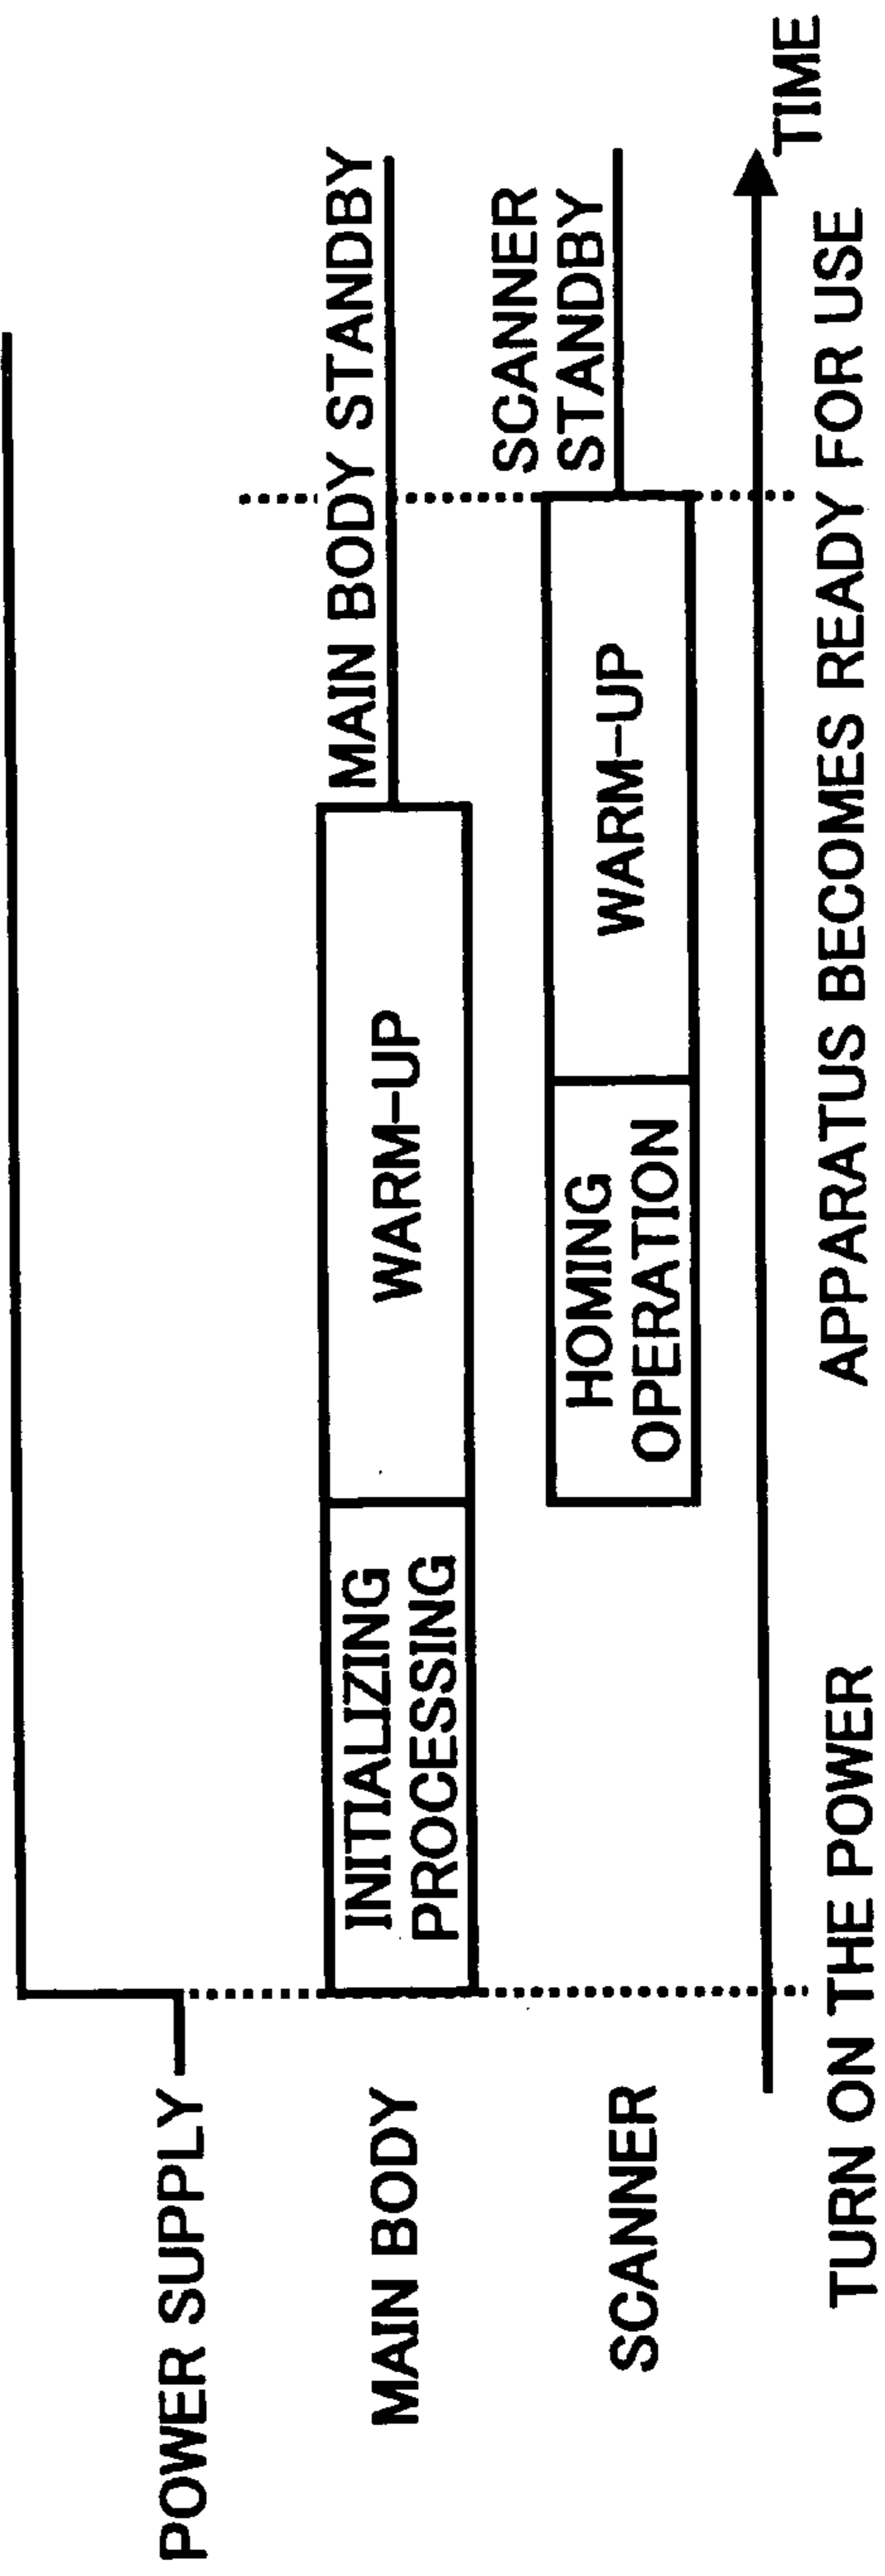 POWER SUPPLY
MAIN BODY
INITIALIZING
PROCESSING
WARM-UP
MAIN BODY STANDBY
SCANNER
HOMING
OPERATION
WARM-UP
SCANNER
STANDBY
TIME
TURN ON THE POWER
APPARATUS BECOMES READY FOR USE